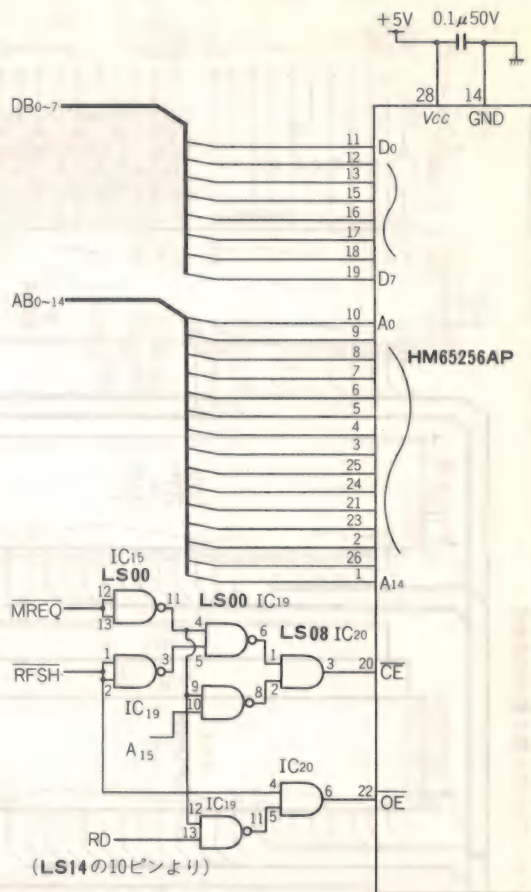 +5V 0.1μ50V
28 14
Vcc GND
DB0~7
11 D0
12
13
15
16
17
18
19 D7
AB0~14
10 A0
9
HM65256AP
8
7
6
5
4
3
25
24
21
23
2
26
1 A14
IC15
LS00
LS00 IC19
MREQ
12
13
11
4
5
6
LS08 IC20
RFSH
1
2
3
1
2
3
20 CE
IC19
9
10
8
A15
IC20
4
5
6
22 OE
IC19
12
13
11
RD
(LS14の10ピンより)